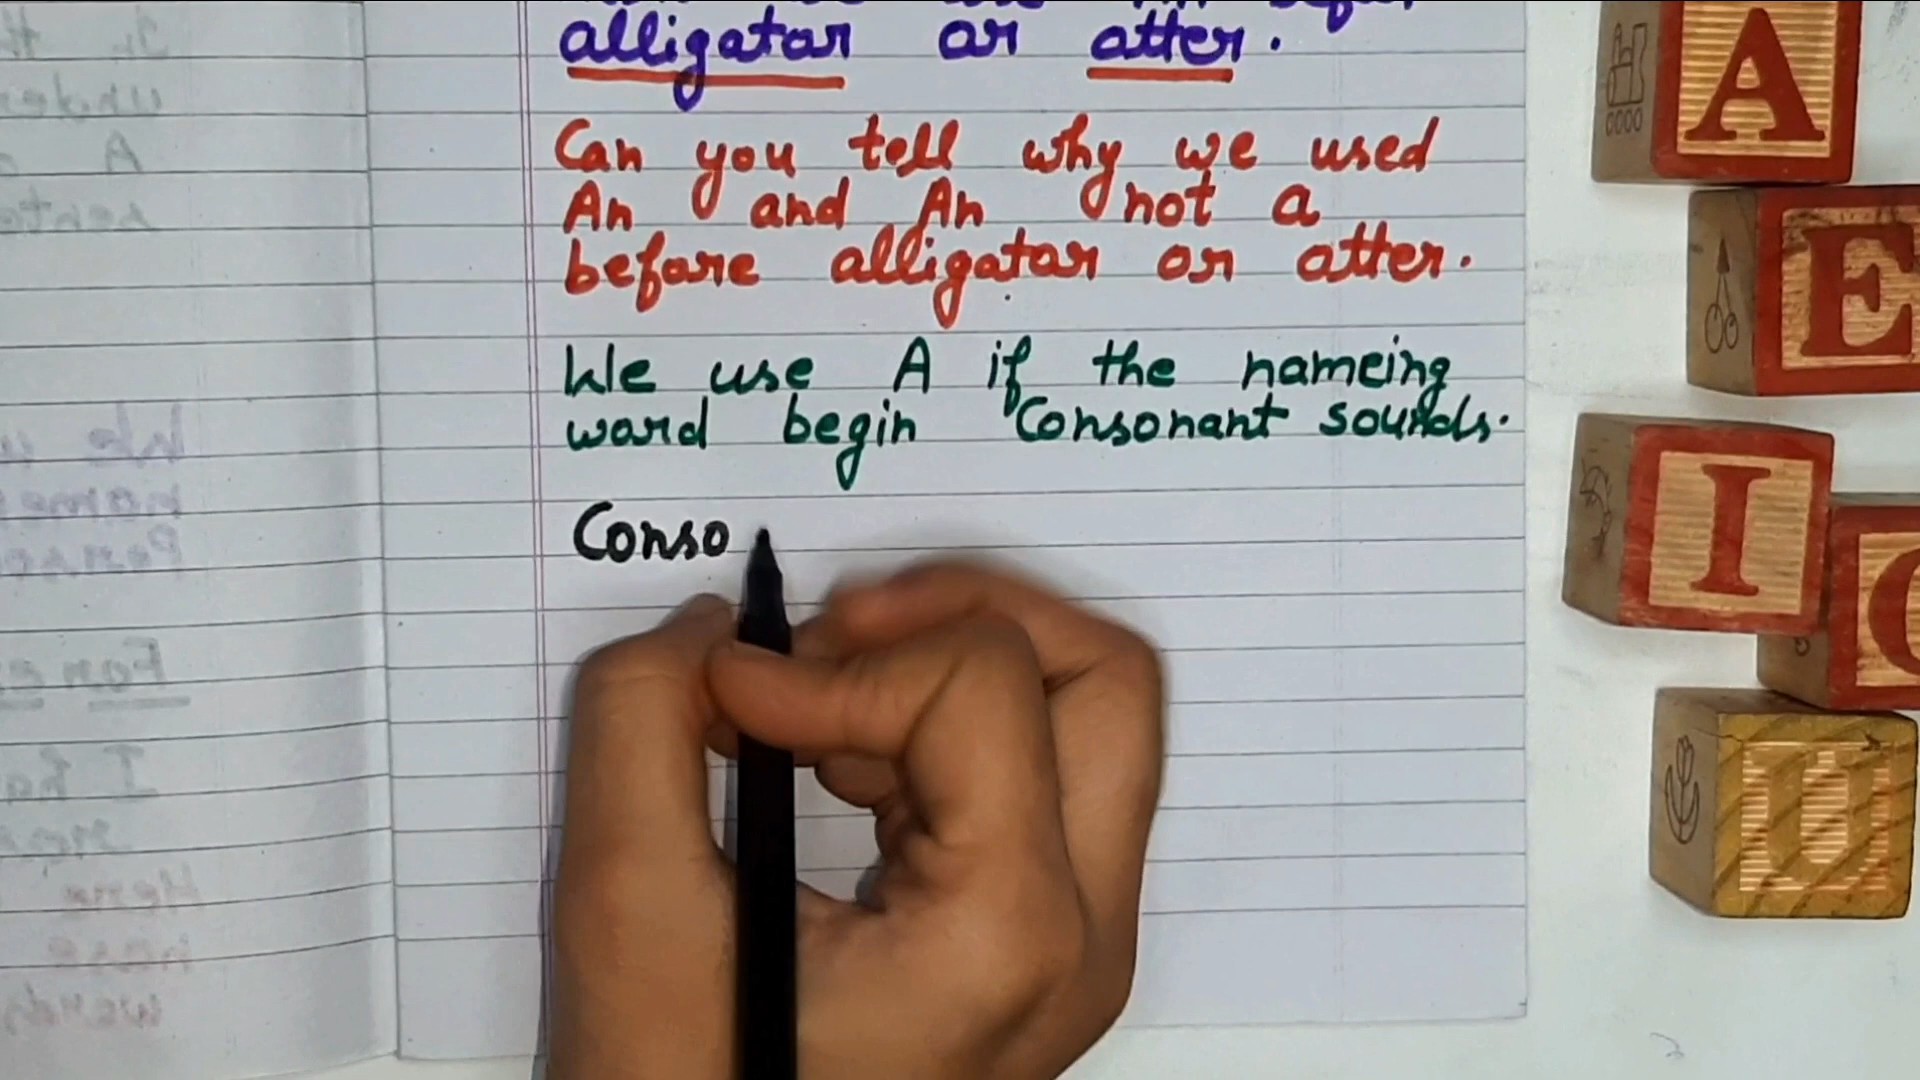 alligator or otter.
Can you tell why we used
An and An not a
before alligator or otter.
We use A if the nameing
word begin Consonant sounds.
Conso
A
E
I
U